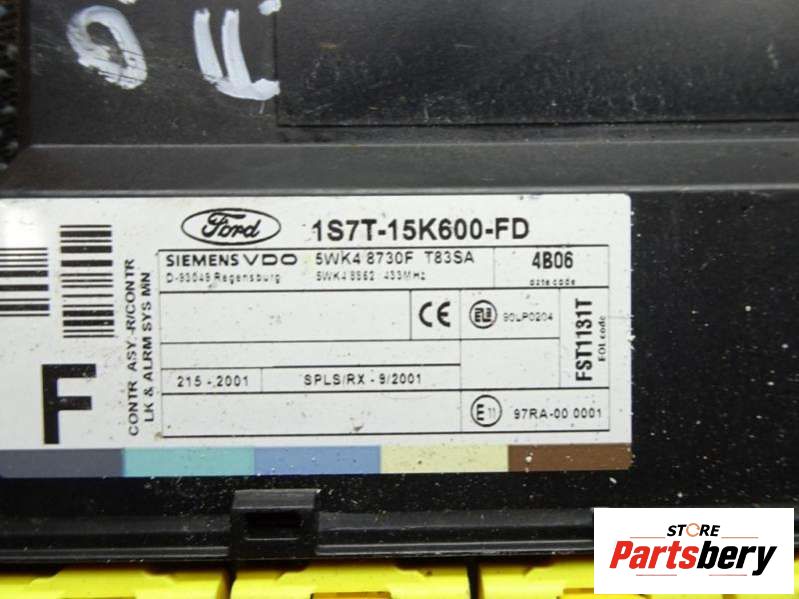 Ford
1S7T-15K600-FD
SIEMENS VDO 5WK4 8730F T83SA 4B06
D-93049 Regensburg 5WK4 8952 433MHz date code
CE 90LP0204
215 - 2001 SPLS/RX - 9/2001
E 11 97RA-00 0001
FST1131T
EOL code
CONTR ASY -R/CONTR
LK & ALRM SYS MN
F
STORE
Partsbery